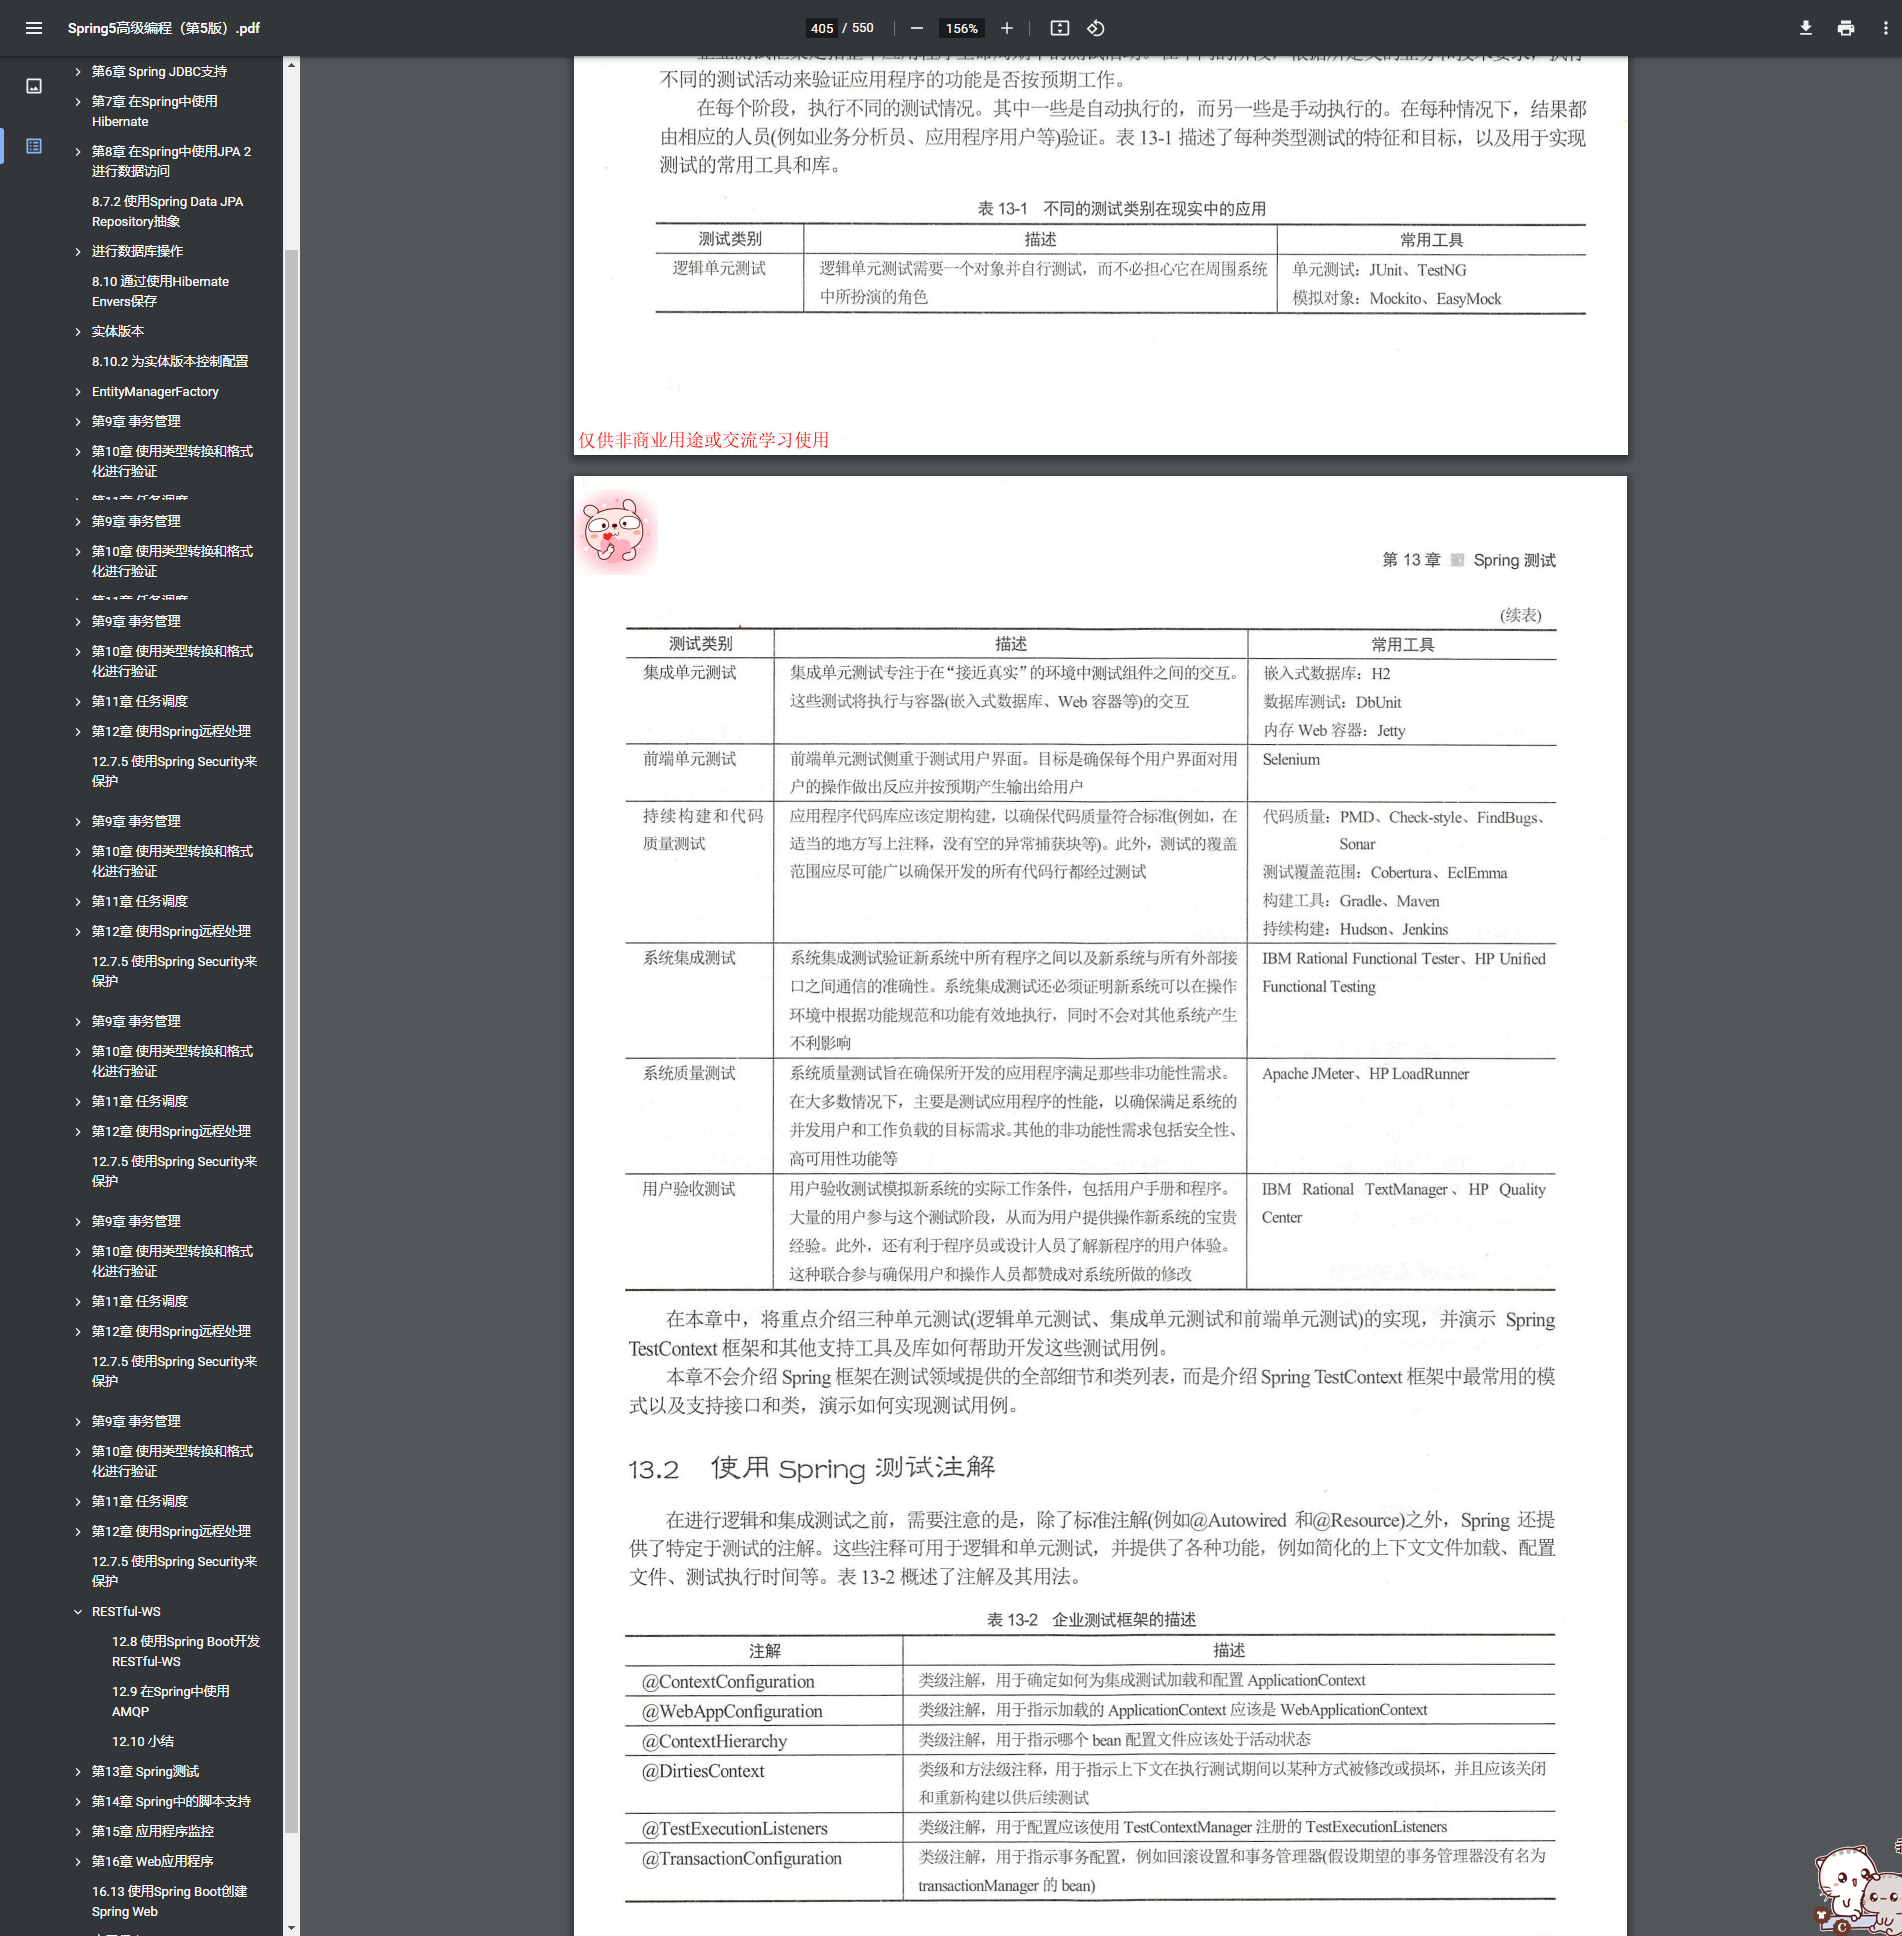 Spring5高级编程（第5版）.pdf
405 / 550
156%
第6章 Spring JDBC支持
第7章 在Spring中使用
Hibernate
第8章 在Spring中使用JPA 2
进行数据访问
8.7.2 使用Spring Data JPA
Repository抽象
进行数据库操作
8.10 通过使用Hibernate
Envers保存
实体版本
8.10.2 为实体版本控制配置
EntityManagerFactory
第9章 事务管理
第10章 使用类型转换和格式
化进行验证
第11章 任务调度
第9章 事务管理
第10章 使用类型转换和格式
化进行验证
第11章 任务调度
第9章 事务管理
第10章 使用类型转换和格式
化进行验证
第11章 任务调度
第12章 使用Spring远程处理
12.7.5 使用Spring Security来
保护
第9章 事务管理
第10章 使用类型转换和格式
化进行验证
第11章 任务调度
第12章 使用Spring远程处理
12.7.5 使用Spring Security来
保护
第9章 事务管理
第10章 使用类型转换和格式
化进行验证
第11章 任务调度
第12章 使用Spring远程处理
12.7.5 使用Spring Security来
保护
第9章 事务管理
第10章 使用类型转换和格式
化进行验证
第11章 任务调度
第12章 使用Spring远程处理
12.7.5 使用Spring Security来
保护
第9章 事务管理
第10章 使用类型转换和格式
化进行验证
第11章 任务调度
第12章 使用Spring远程处理
12.7.5 使用Spring Security来
保护
RESTful-WS
12.8 使用Spring Boot开发
RESTful-WS
12.9 在Spring中使用
AMQP
12.10 小结
第13章 Spring测试
第14章 Spring中的脚本支持
第15章 应用程序监控
第16章 Web应用程序
16.13 使用Spring Boot创建
Spring Web
不同的测试活动来验证应用程序的功能是否按预期工作。
在每个阶段，执行不同的测试情况。其中一些是自动执行的，而另一些是手动执行的。在每种情况下，结果都
由相应的人员(例如业务分析员、应用程序用户等)验证。表 13-1 描述了每种类型测试的特征和目标，以及用于实现
测试的常用工具和库。
表 13-1 不同的测试类别在现实中的应用
测试类别 描述 常用工具
逻辑单元测试 逻辑单元测试需要一个对象并自行测试，而不必担心它在周围系统 单元测试：JUnit、TestNG
中所扮演的角色 模拟对象：Mockito、EasyMock
仅供非商业用途或交流学习使用
第 13 章 Spring 测试
(续表)
测试类别 描述 常用工具
集成单元测试 集成单元测试专注于在“接近真实”的环境中测试组件之间的交互。 嵌入式数据库：H2
这些测试将执行与容器(嵌入式数据库、Web 容器等)的交互 数据库测试：DbUnit
内存 Web 容器：Jetty
前端单元测试 前端单元测试侧重于测试用户界面。目标是确保每个用户界面对用 Selenium
户的操作做出反应并按预期产生输出给用户
持续构建和代码 应用程序代码库应该定期构建，以确保代码质量符合标准(例如，在 代码质量：PMD、Check-style、FindBugs、
质量测试 适当的地方写上注释，没有空的异常捕获块等)。此外，测试的覆盖 Sonar
范围应尽可能广以确保开发的所有代码行都经过测试 测试覆盖范围：Cobertura、EclEmma
构建工具：Gradle、Maven
持续构建：Hudson、Jenkins
系统集成测试 系统集成测试验证新系统中所有程序之间以及新系统与所有外部接 IBM Rational Functional Tester、HP Unified
口之间通信的准确性。系统集成测试还必须证明新系统可以在操作 Functional Testing
环境中根据功能规范和功能有效地执行，同时不会对其他系统产生
不利影响
系统质量测试 系统质量测试旨在确保所开发的应用程序满足那些非功能性需求。 Apache JMeter、HP LoadRunner
在大多数情况下，主要是测试应用程序的性能，以确保满足系统的
并发用户和工作负载的目标需求。其他的非功能性需求包括安全性、
高可用性功能等
用户验收测试 用户验收测试模拟新系统的实际工作条件，包括用户手册和程序。 IBM Rational TextManager、HP Quality
大量的用户参与这个测试阶段，从而为用户提供操作新系统的宝贵 Center
经验。此外，还有利于程序员或设计人员了解新程序的用户体验。
这种联合参与确保用户和操作人员都赞成对系统所做的修改
在本章中，将重点介绍三种单元测试(逻辑单元测试、集成单元测试和前端单元测试)的实现，并演示 Spring
TestContext 框架和其他支持工具及库如何帮助开发这些测试用例。
本章不会介绍 Spring 框架在测试领域提供的全部细节和类列表，而是介绍 Spring TestContext 框架中最常用的模
式以及支持接口和类，演示如何实现测试用例。
13.2 使用 Spring 测试注解
在进行逻辑和集成测试之前，需要注意的是，除了标准注解(例如@Autowired 和@Resource)之外，Spring 还提
供了特定于测试的注解。这些注释可用于逻辑和单元测试，并提供了各种功能，例如简化的上下文文件加载、配置
文件、测试执行时间等。表 13-2 概述了注解及其用法。
表 13-2 企业测试框架的描述
注解 描述
@ContextConfiguration 类级注解，用于确定如何为集成测试加载和配置 ApplicationContext
@WebAppConfiguration 类级注解，用于指示加载的 ApplicationContext 应该是 WebApplicationContext
@ContextHierarchy 类级注解，用于指示哪个 bean 配置文件应该处于活动状态
@DirtiesContext 类级和方法级注释，用于指示上下文在执行测试期间以某种方式被修改或损坏，并且应该关闭
和重新构建以供后续测试
@TestExecutionListeners 类级注解，用于配置应该使用 TestContextManager 注册的 TestExecutionListeners
@TransactionConfiguration 类级注解，用于指示事务配置，例如回滚设置和事务管理器(假设期望的事务管理器没有名为
transactionManager 的 bean)